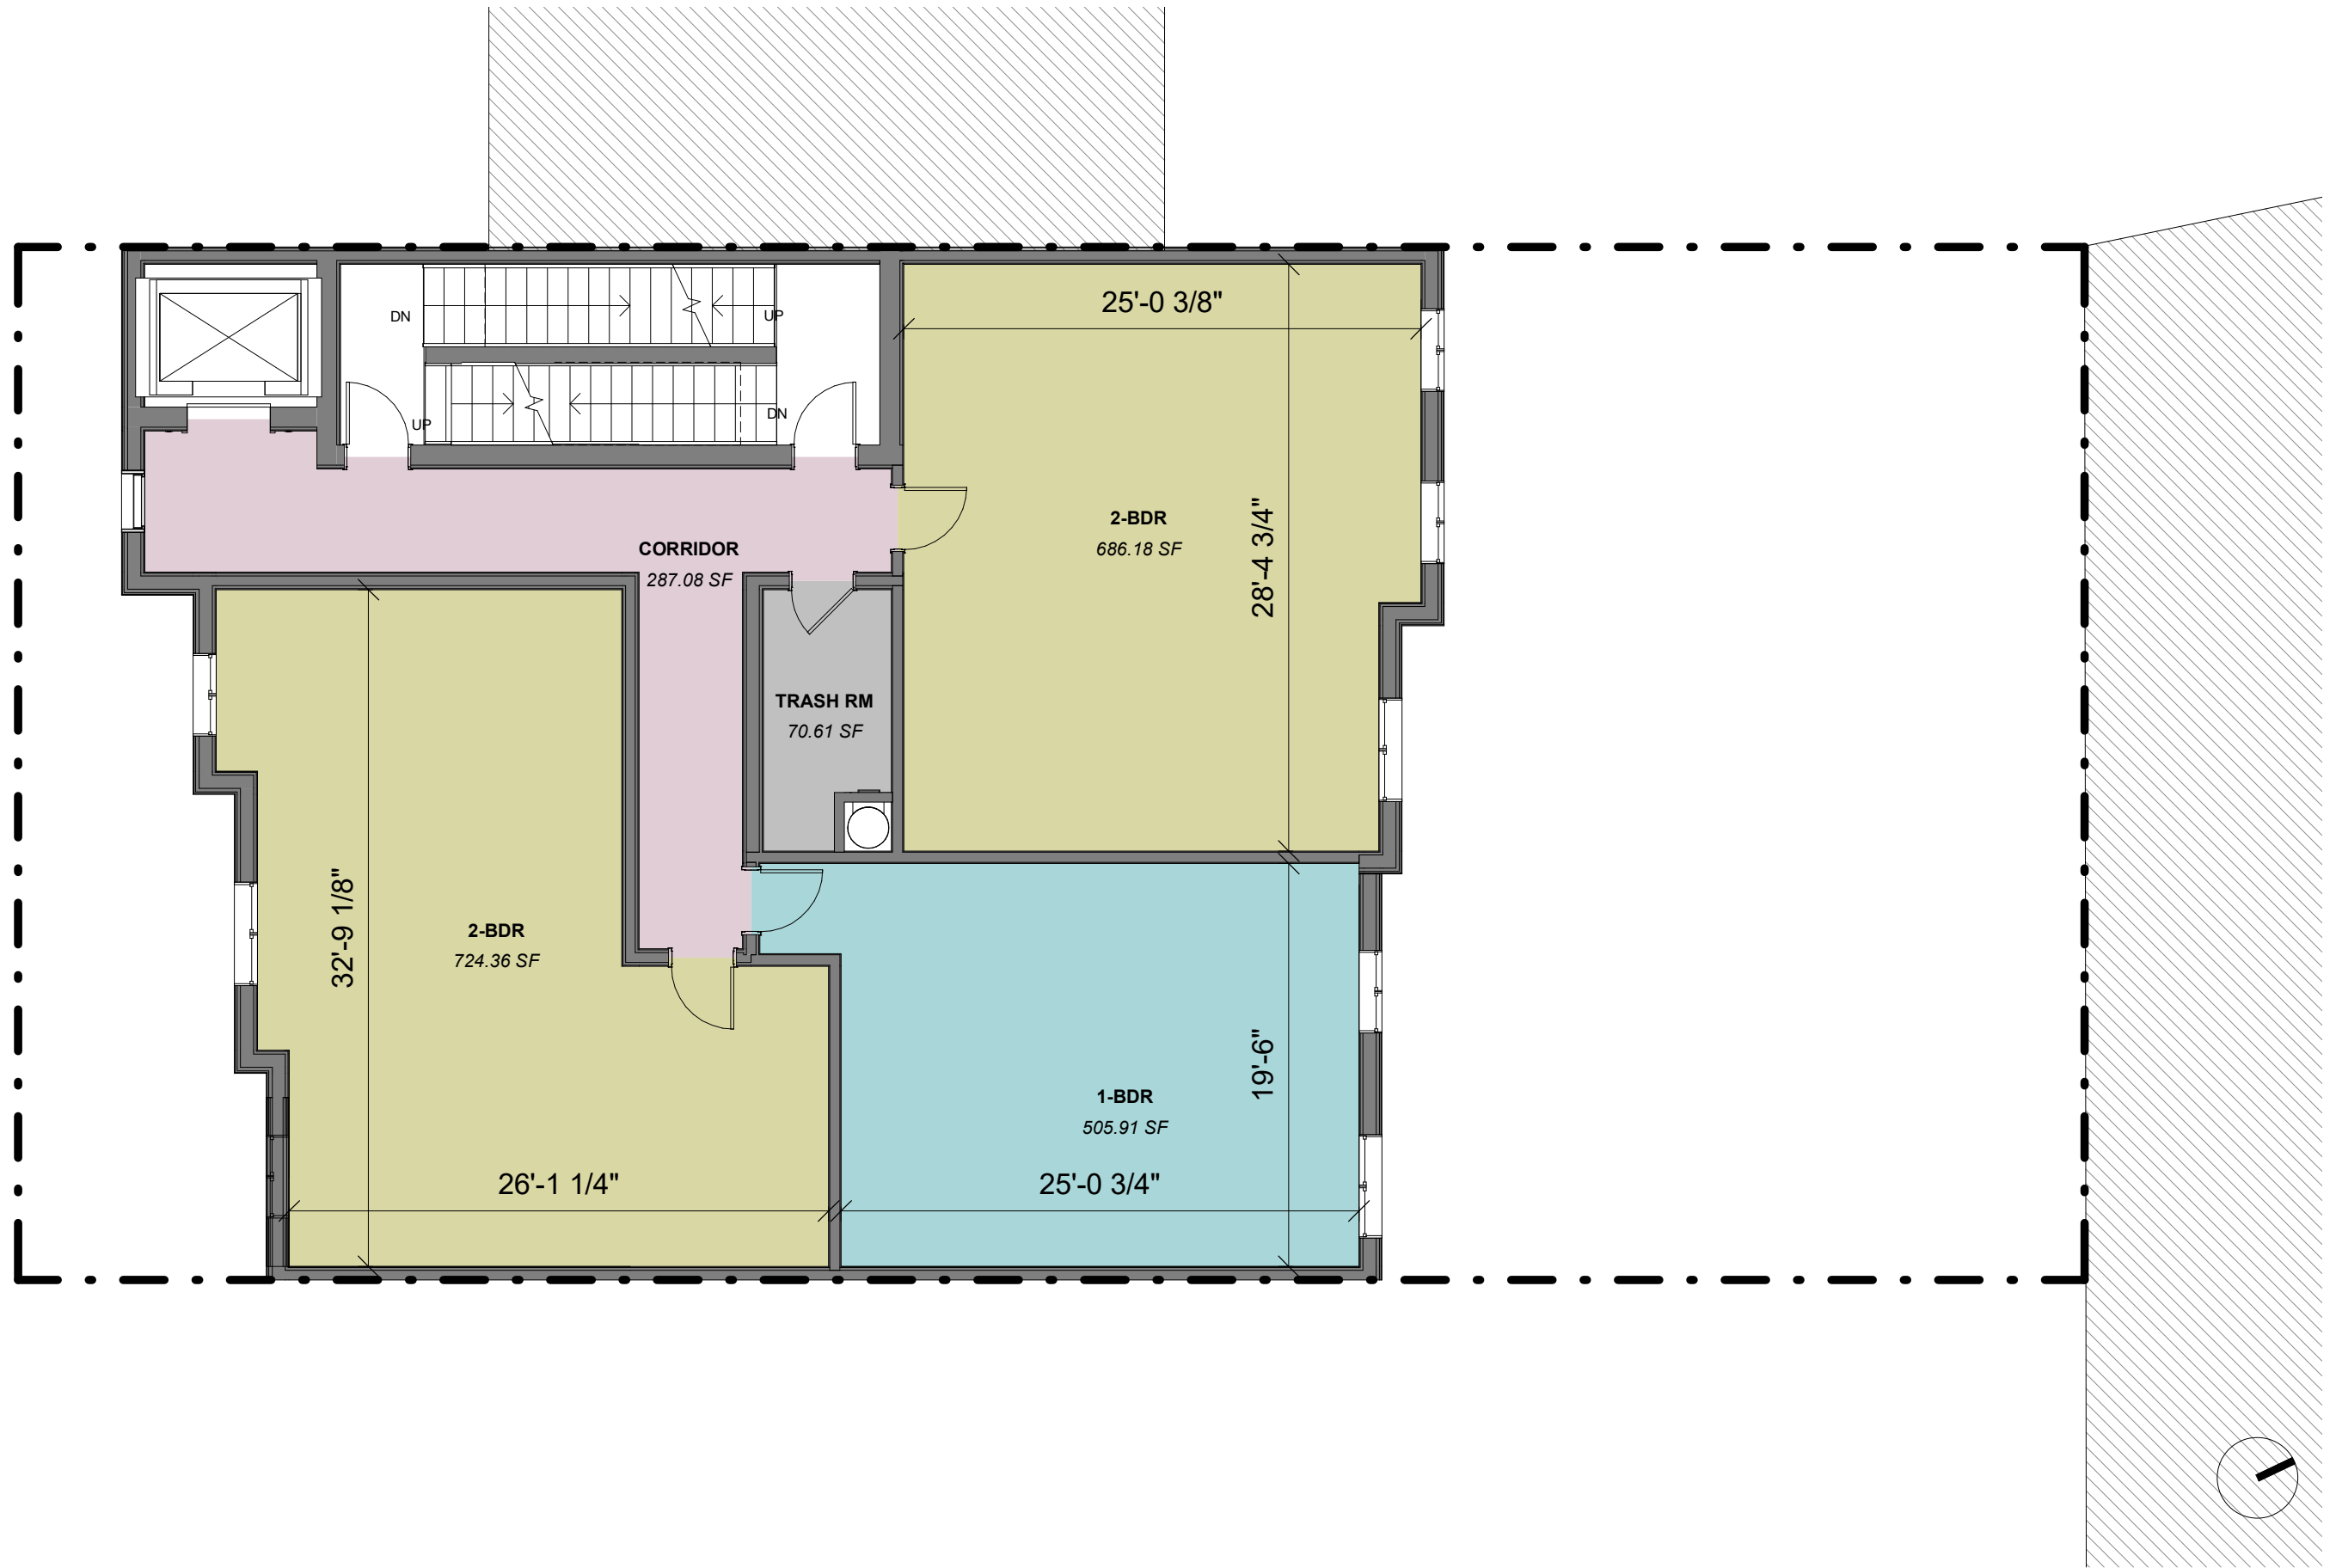 25'-0 3/8"
DN
UP
UP
DN
2-BDR
686.18 SF
28'-4 3/4"
CORRIDOR
287.08 SF
TRASH RM
70.61 SF
32'-9 1/8"
2-BDR
724.36 SF
19'-6"
1-BDR
505.91 SF
26'-1 1/4"
25'-0 3/4"